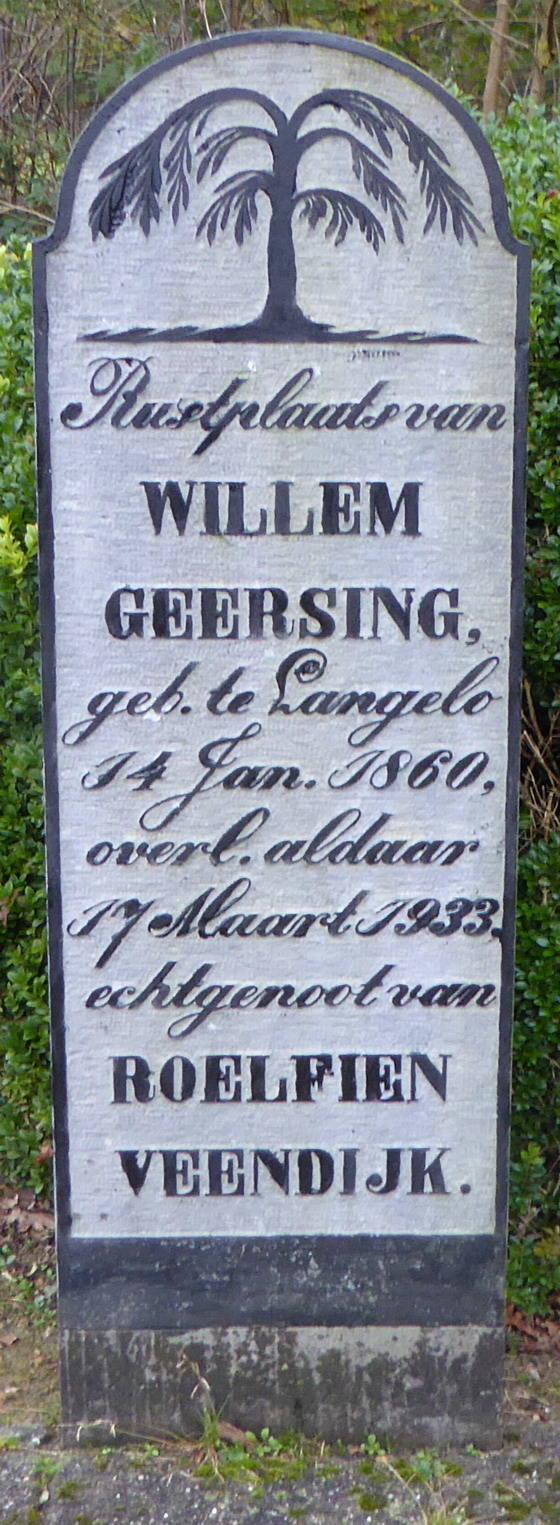 Rustplaats van
WILLEM
GEERSING,
geb. te Langelo
14 Jan. 1860,
overl. aldaar
17 Maart 1933.
echtgenoot van
ROELFIEN
VEENDIJK.